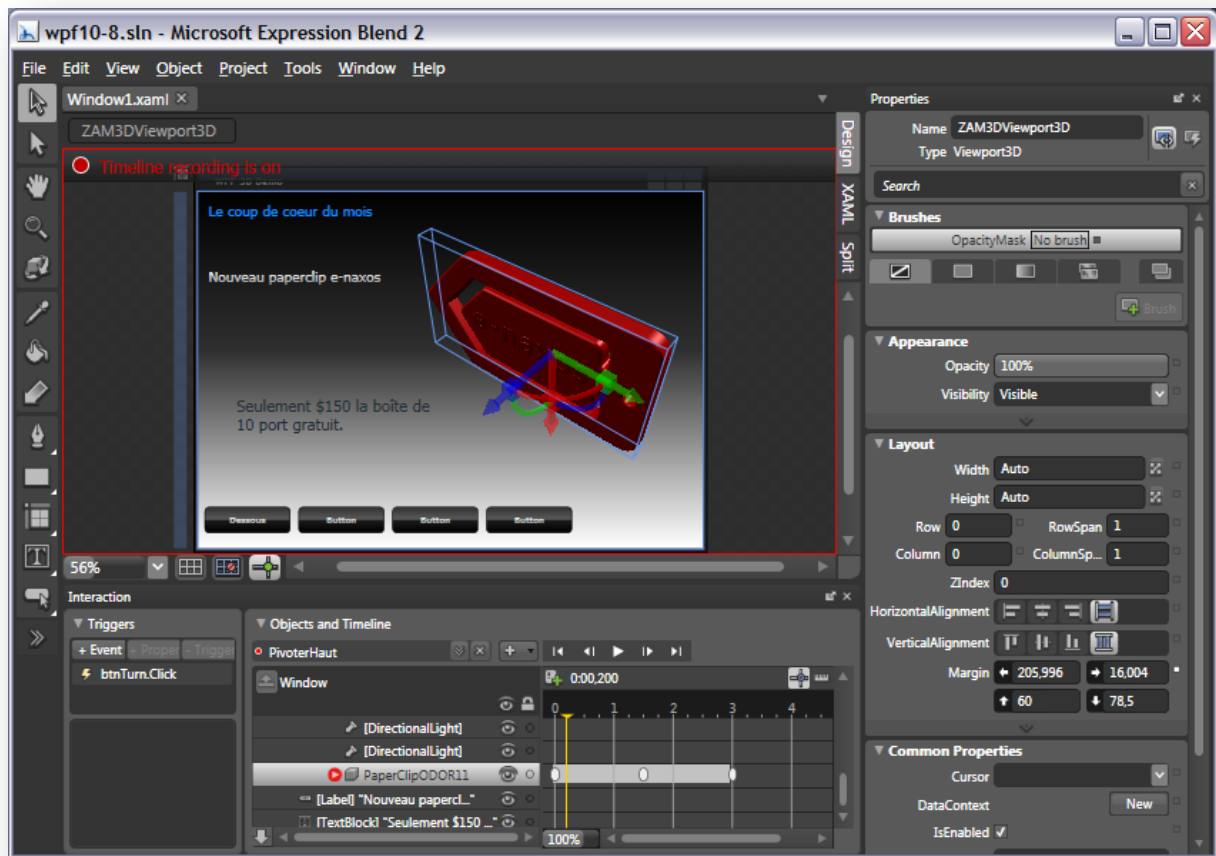 wpf10-8.sln - Microsoft Expression Blend 2
File Edit View Object Project Tools Window Help
Window1.xaml
ZAM3DViewport3D
Timeline recording is on
Le coup de coeur du mois
Nouveau paperclip e-naxos
Seulement $150 la boîte de
10 port gratuit.
Dessous Button Button Button
56%
Design
XAML
Split
Interaction
Triggers
+ Event + Proper - Trigger
btnTurn.Click
Objects and Timeline
PivoterHaut
Window
0:00,200
0 1 2 3 4
[DirectionalLight]
[DirectionalLight]
PaperClipODOR11
[Label] "Nouveau papercl..."
[TextBlock] "Seulement $150 ..."
100%
Properties
Name ZAM3DViewport3D
Type Viewport3D
Search
Brushes
OpacityMask No brush
Brush
Appearance
Opacity 100%
Visibility Visible
Layout
Width Auto
Height Auto
Row 0 RowSpan 1
Column 0 ColumnSp... 1
ZIndex 0
HorizontalAlignment
VerticalAlignment
Margin 205,996 16,004
60 78,5
Common Properties
Cursor
DataContext New
IsEnabled